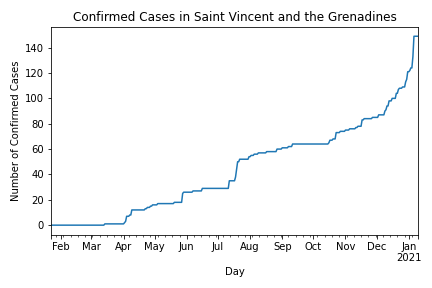 Confirmed Cases in Saint Vincent and the Grenadines
Number of Confirmed Cases
140
120
100
80
60
40
20
0
Feb Mar Apr May Jun Jul Aug Sep Oct Nov Dec Jan
2021
Day